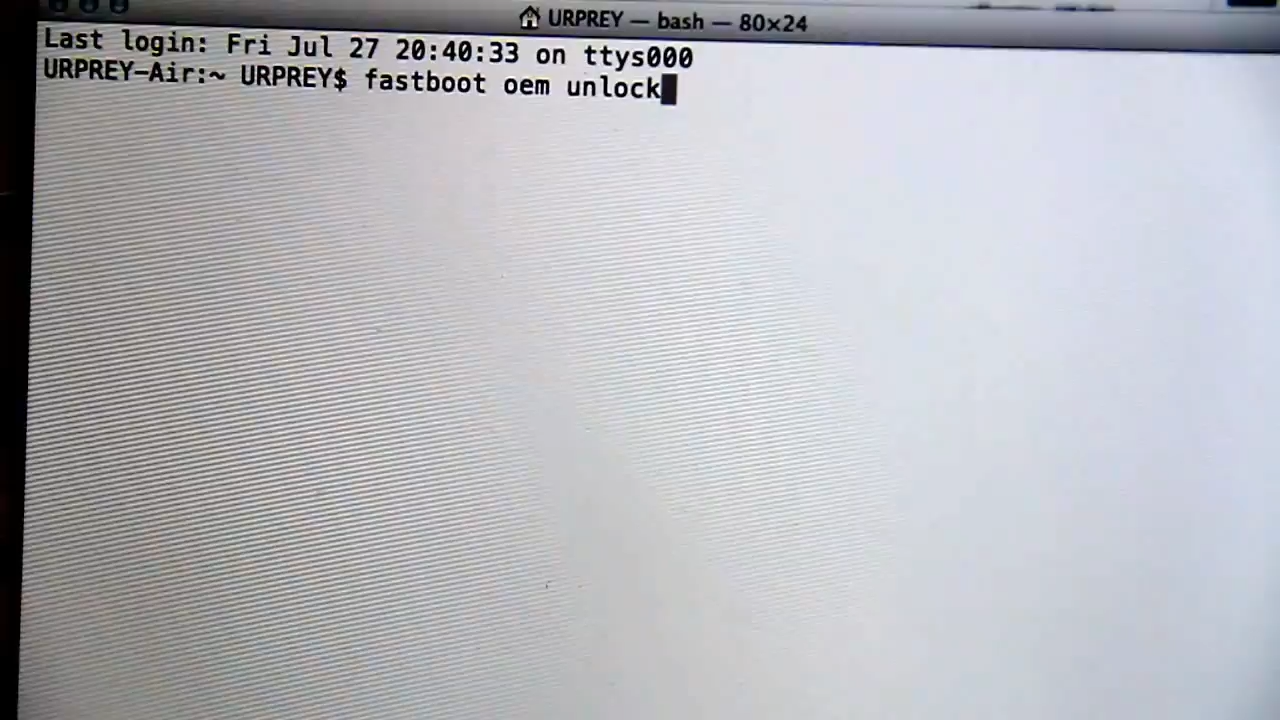 URPREY — bash — 80×24
Last login: Fri Jul 27 20:40:33 on ttys000
URPREY-Air:~ URPREY$ fastboot oem unlock